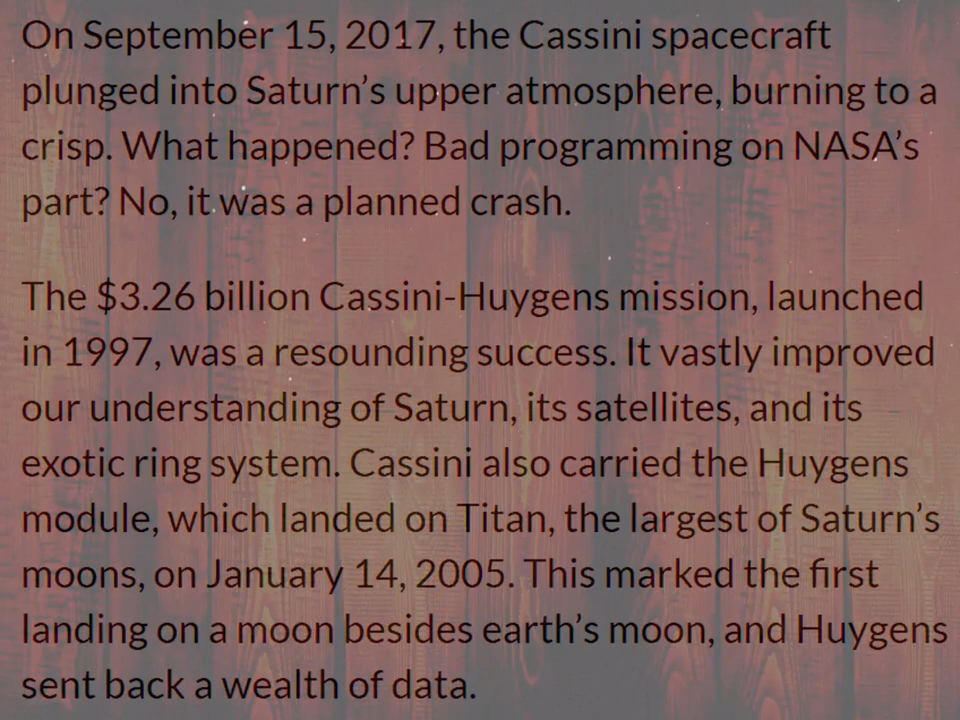 On September 15, 2017, the Cassini spacecraft
plunged into Saturn’s upper atmosphere, burning to a
crisp. What happened? Bad programming on NASA’s
part? No, it was a planned crash.
The $3.26 billion Cassini-Huygens mission, launched
in 1997, was a resounding success. It vastly improved
our understanding of Saturn, its satellites, and its
exotic ring system. Cassini also carried the Huygens
module, which landed on Titan, the largest of Saturn’s
moons, on January 14, 2005. This marked the first
landing on a moon besides earth’s moon, and Huygens
sent back a wealth of data.